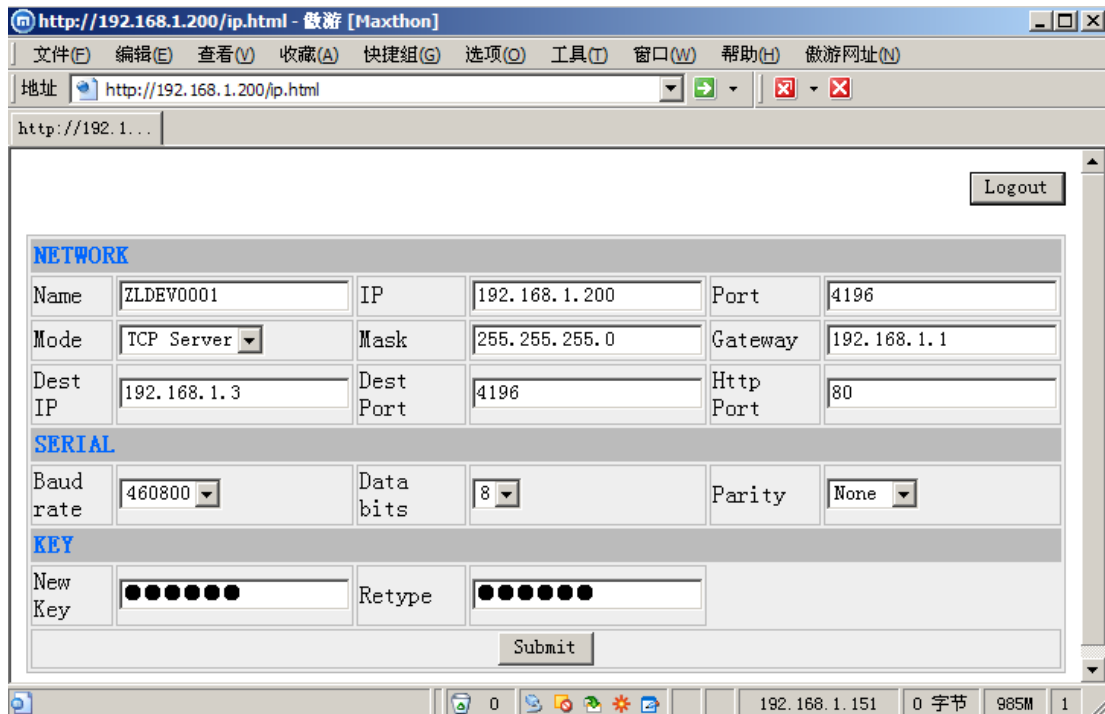 http://192.168.1.200/ip.html - 傲游 [Maxthon]
文件(F) 编辑(E) 查看(V) 收藏(A) 快捷组(G) 选项(O) 工具(T) 窗口(W) 帮助(H) 傲游网址(N)
地址 http://192.168.1.200/ip.html
http://192.1...
Logout
NETWORK
Name ZLDEV0001 IP 192.168.1.200 Port 4196
Mode TCP Server Mask 255.255.255.0 Gateway 192.168.1.1
Dest IP 192.168.1.3 Dest Port 4196 Http Port 80
SERIAL
Baud rate 460800 Data bits 8 Parity None
KEY
New Key ●●●●●● Retype ●●●●●●
Submit
0 192.168.1.151 0 字节 985M 1